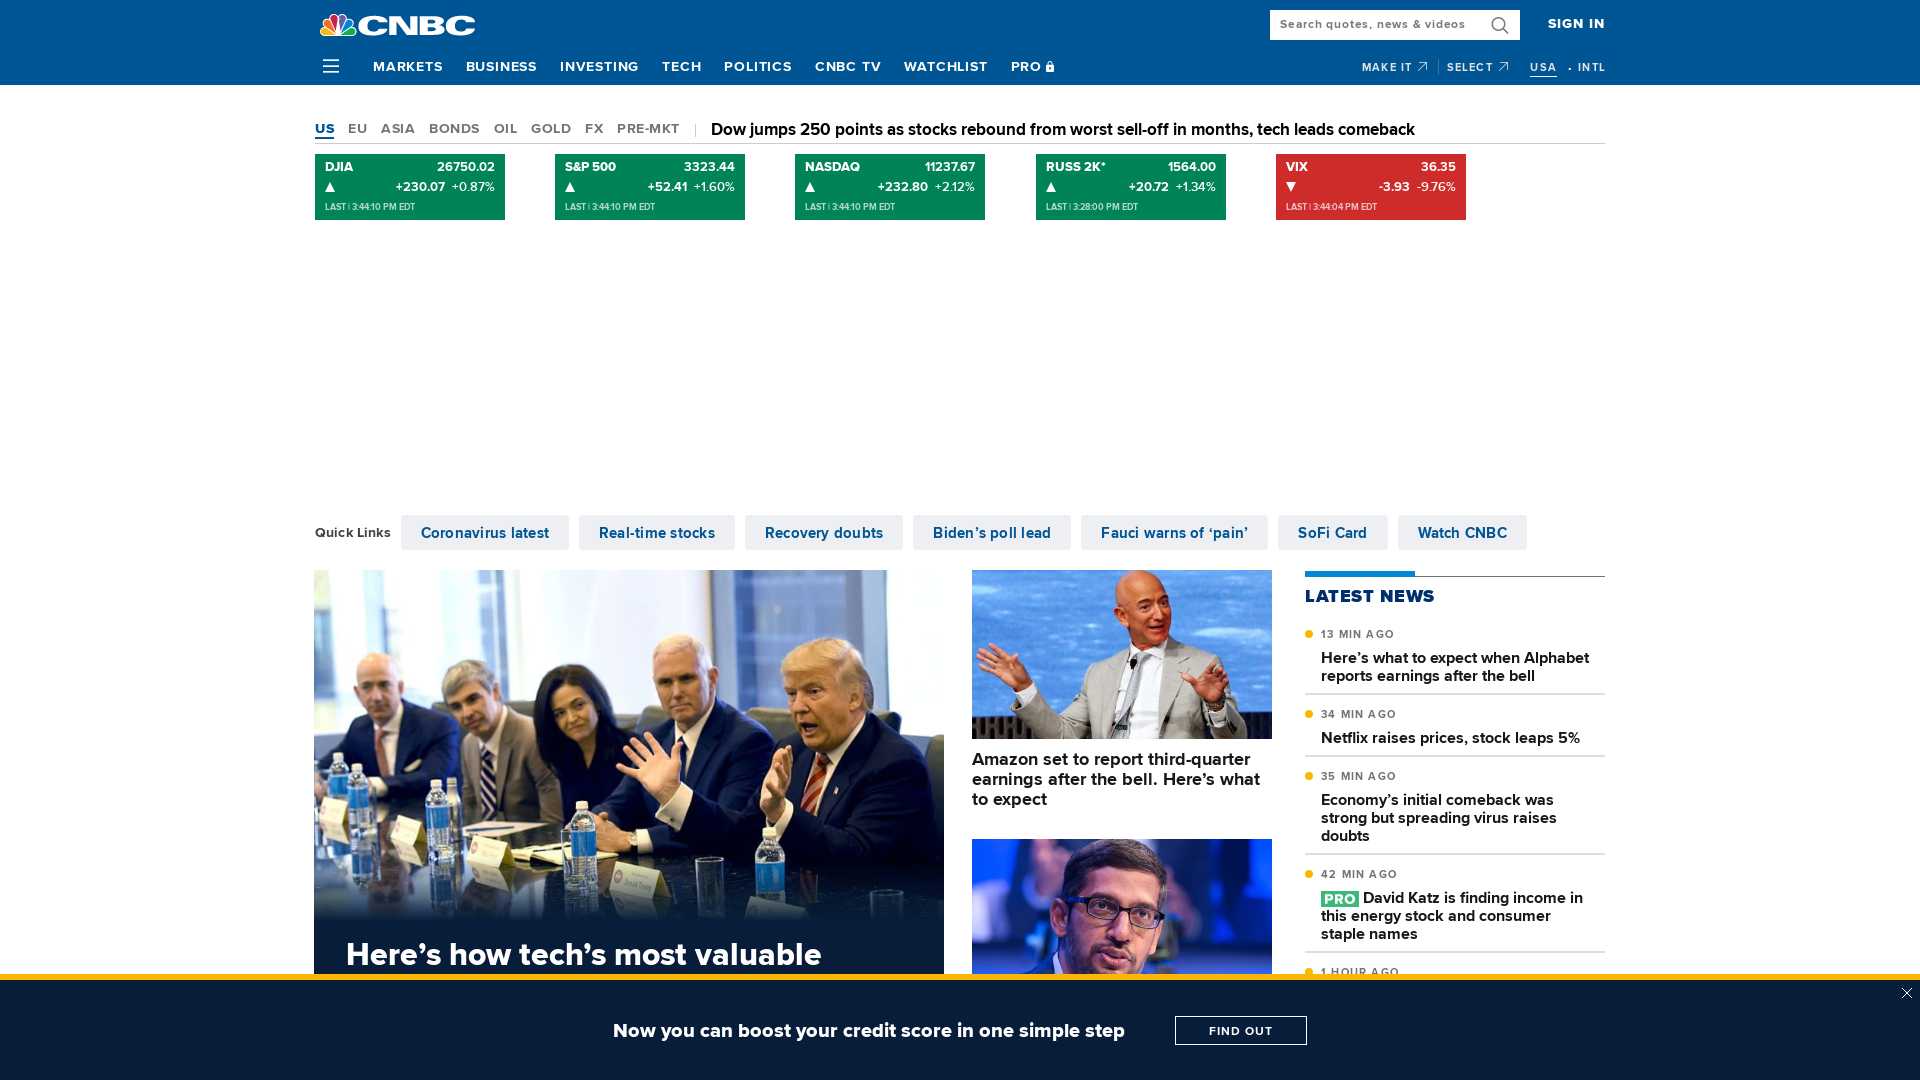 CNBC
Search quotes, news & videos
SIGN IN
MARKETS BUSINESS INVESTING TECH POLITICS CNBC TV WATCHLIST PRO
MAKE IT SELECT USA • INTL
US EU ASIA BONDS OIL GOLD FX PRE-MKT
Dow jumps 250 points as stocks rebound from worst sell-off in months, tech leads comeback
DJIA 26750.02
+230.07 +0.87%
LAST | 3:44:10 PM EDT
S&P 500 3323.44
+52.41 +1.60%
LAST | 3:44:10 PM EDT
NASDAQ 11237.67
+232.80 +2.12%
LAST | 3:44:10 PM EDT
RUSS 2K* 1564.00
+20.72 +1.34%
LAST | 3:28:00 PM EDT
VIX 36.35
-3.93 -9.76%
LAST | 3:44:04 PM EDT
Quick Links
Coronavirus latest
Real-time stocks
Recovery doubts
Biden’s poll lead
Fauci warns of ‘pain’
SoFi Card
Watch CNBC
Here’s how tech’s most valuable
Amazon set to report third-quarter
earnings after the bell. Here’s what
to expect
LATEST NEWS
13 MIN AGO
Here’s what to expect when Alphabet
reports earnings after the bell
34 MIN AGO
Netflix raises prices, stock leaps 5%
35 MIN AGO
Economy’s initial comeback was
strong but spreading virus raises
doubts
42 MIN AGO
PRO David Katz is finding income in
this energy stock and consumer
staple names
1 HOUR AGO
Now you can boost your credit score in one simple step
FIND OUT